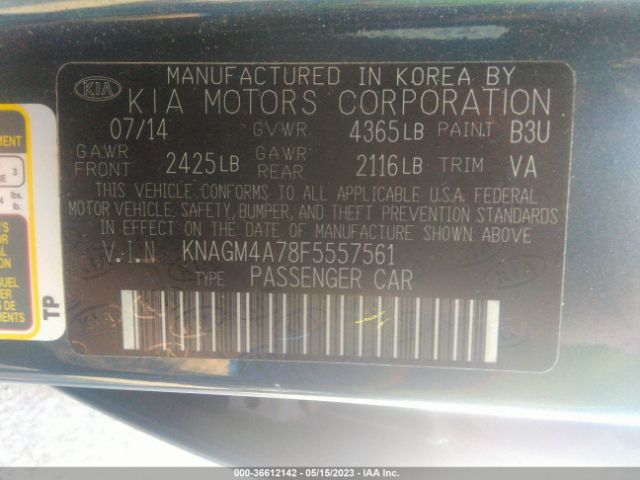 MANUFACTURED IN KOREA BY
KIA KIA MOTORS CORPORATION
07/14 GVWR 4365LB PAINT B3U
GAWR FRONT 2425LB GAWR REAR 2116LB TRIM VA
THIS VEHICLE CONFORMS TO ALL APPLICABLE U.S.A. FEDERAL
MOTOR VEHICLE, SAFETY, BUMPER, AND THEFT PREVENTION STANDARDS
IN EFFECT ON THE DATE OF MANUFACTURE SHOWN ABOVE
V.I.N KNAGM4A78F5557561
TYPE PASSENGER CAR
KIA
KIA
TP
000-36612142 - 05/15/2023 - IAA Inc.